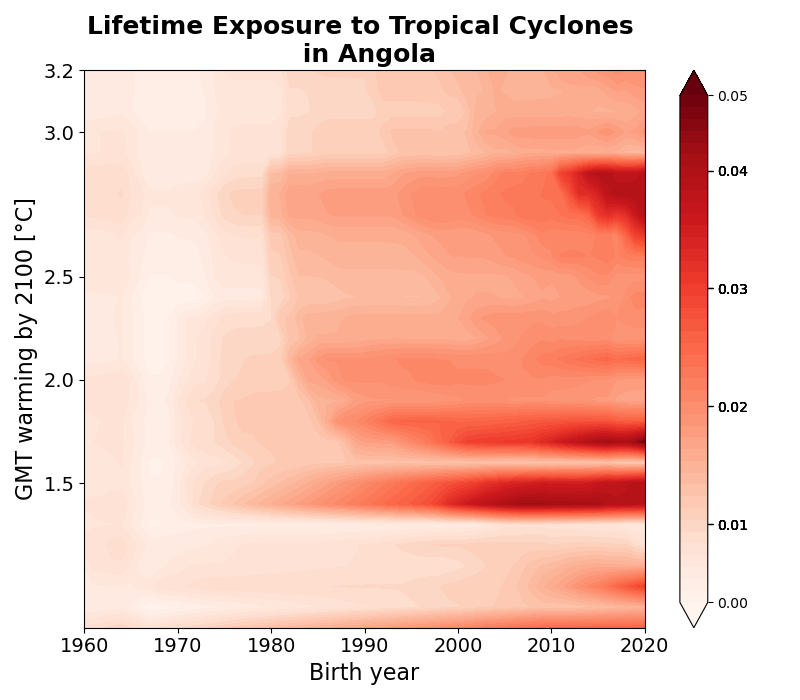 Lifetime Exposure to Tropical Cyclones
in Angola
GMT warming by 2100 [°C]
3.2
3.0
2.5
2.0
1.5
1960 1970 1980 1990 2000 2010 2020
Birth year
0.05
0.04
0.03
0.02
0.01
0.00